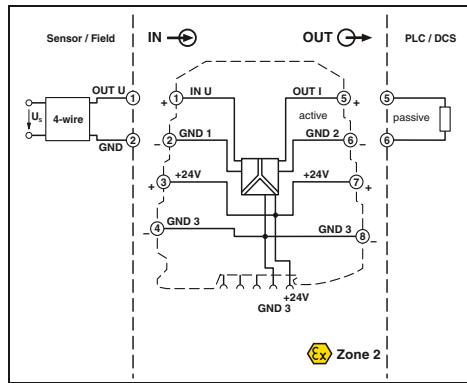 Sensor / Field IN OUT PLC / DCS
OUT U 1 1 IN U OUT I 5 5
+ +
Us 4-wire active passive
GND 2 2 GND 1 GND 2 6 6
– –
3 +24V +24V 7
+ +
4 GND 3 GND 3 8
– –
+24V
GND 3
Ex Zone 2